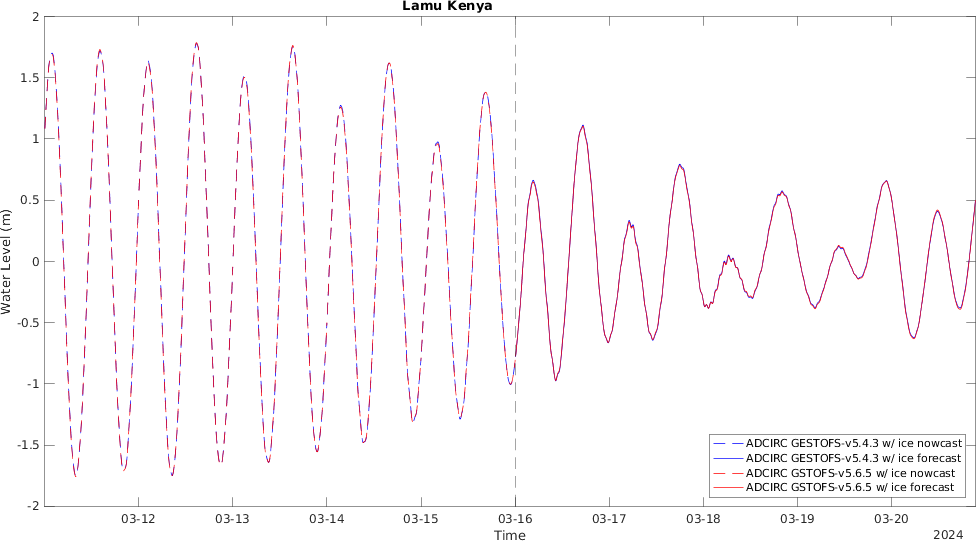 Lamu Kenya
2
1.5
1
0.5
0
-0.5
-1
-1.5
-2
Water Level (m)
ADCIRC GESTOFS-v5.4.3 w/ ice nowcast
ADCIRC GESTOFS-v5.4.3 w/ ice forecast
ADCIRC GSTOFS-v5.6.5 w/ ice nowcast
ADCIRC GSTOFS-v5.6.5 w/ ice forecast
03-12 03-13 03-14 03-15 03-16 03-17 03-18 03-19 03-20
Time
2024